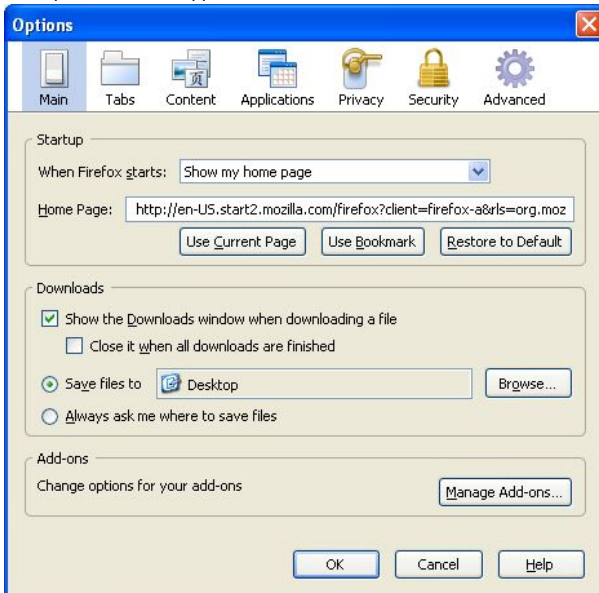 Options
Main Tabs Content Applications Privacy Security Advanced
Startup
When Firefox starts: Show my home page
Home Page: http://en-US.start2.mozilla.com/firefox?client=firefox-a&rls=org.moz
Use Current Page Use Bookmark Restore to Default
Downloads
Show the Downloads window when downloading a file
Close it when all downloads are finished
Save files to Desktop Browse...
Always ask me where to save files
Add-ons
Change options for your add-ons Manage Add-ons...
OK Cancel Help